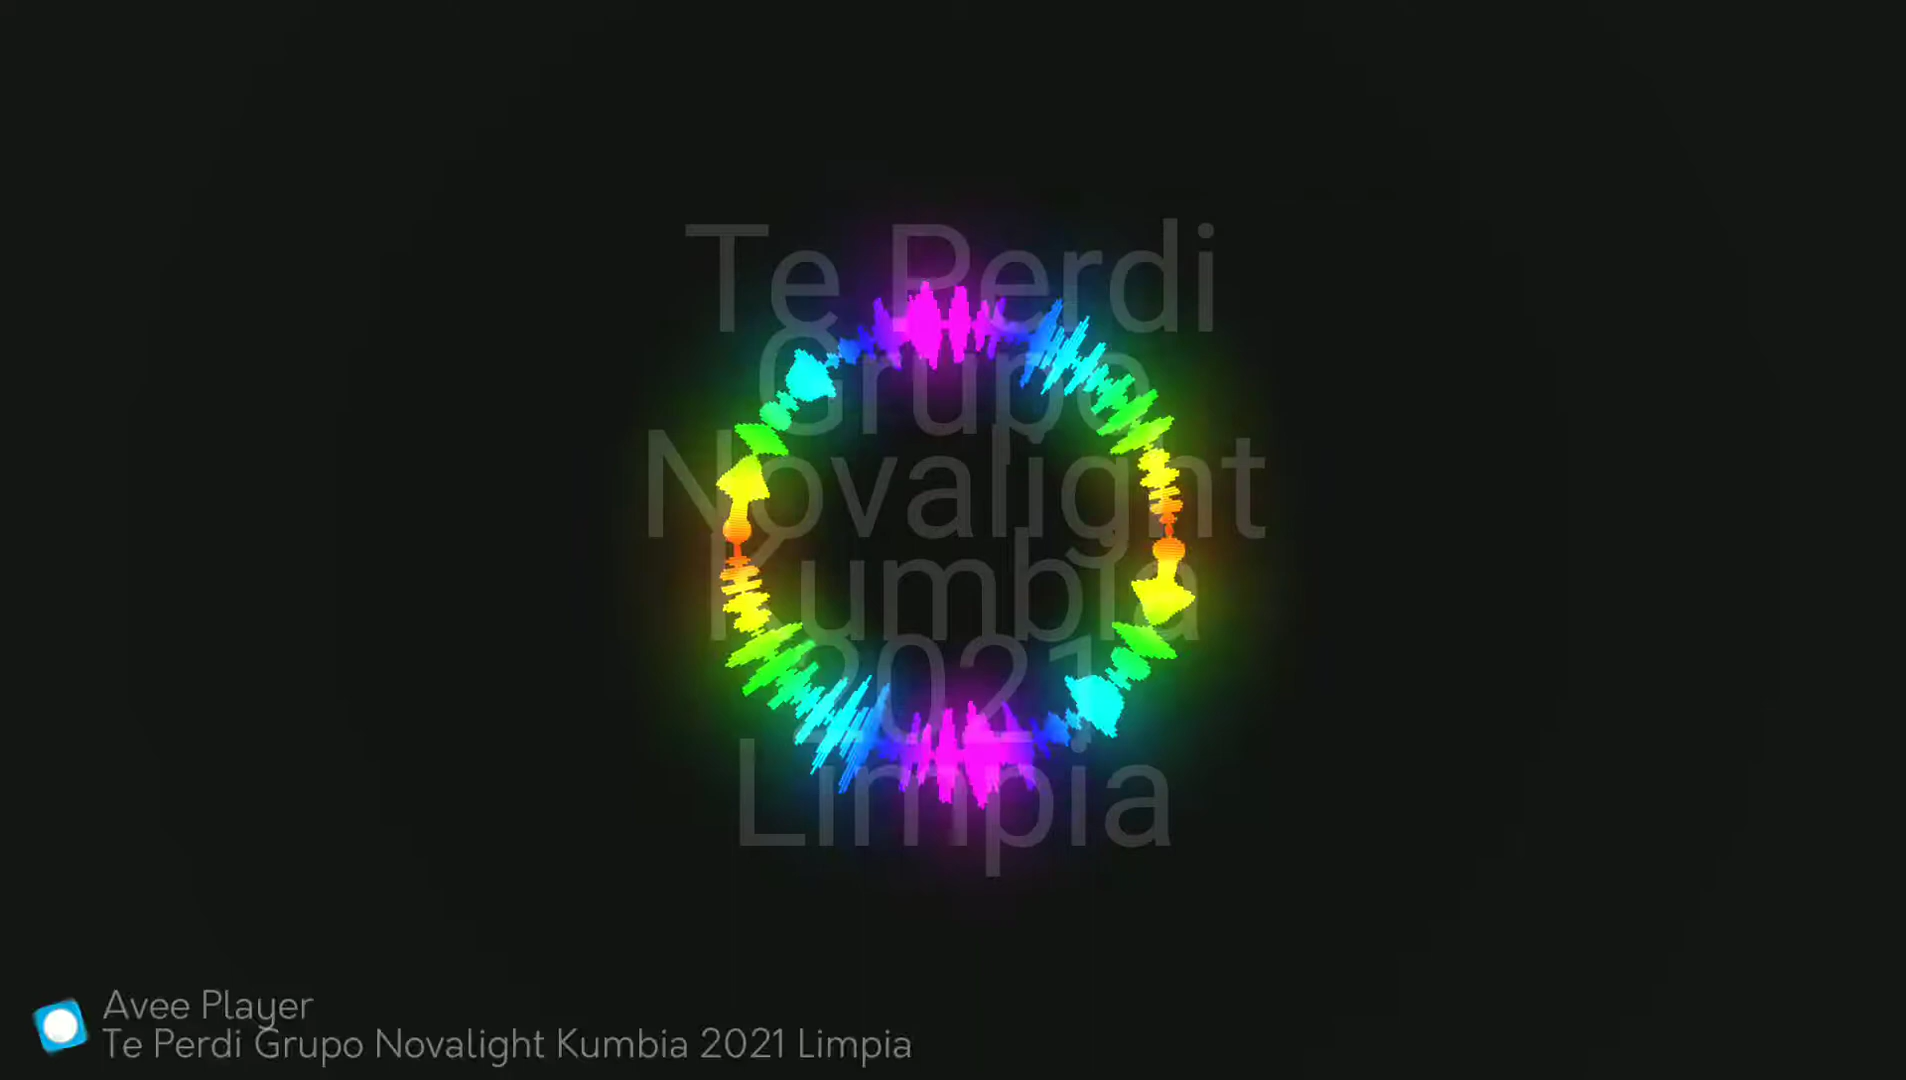 Te Perdi
Grupo
Novalight
Kumbia
2021
Limpia
Avee Player
Te Perdi Grupo Novalight Kumbia 2021 Limpia